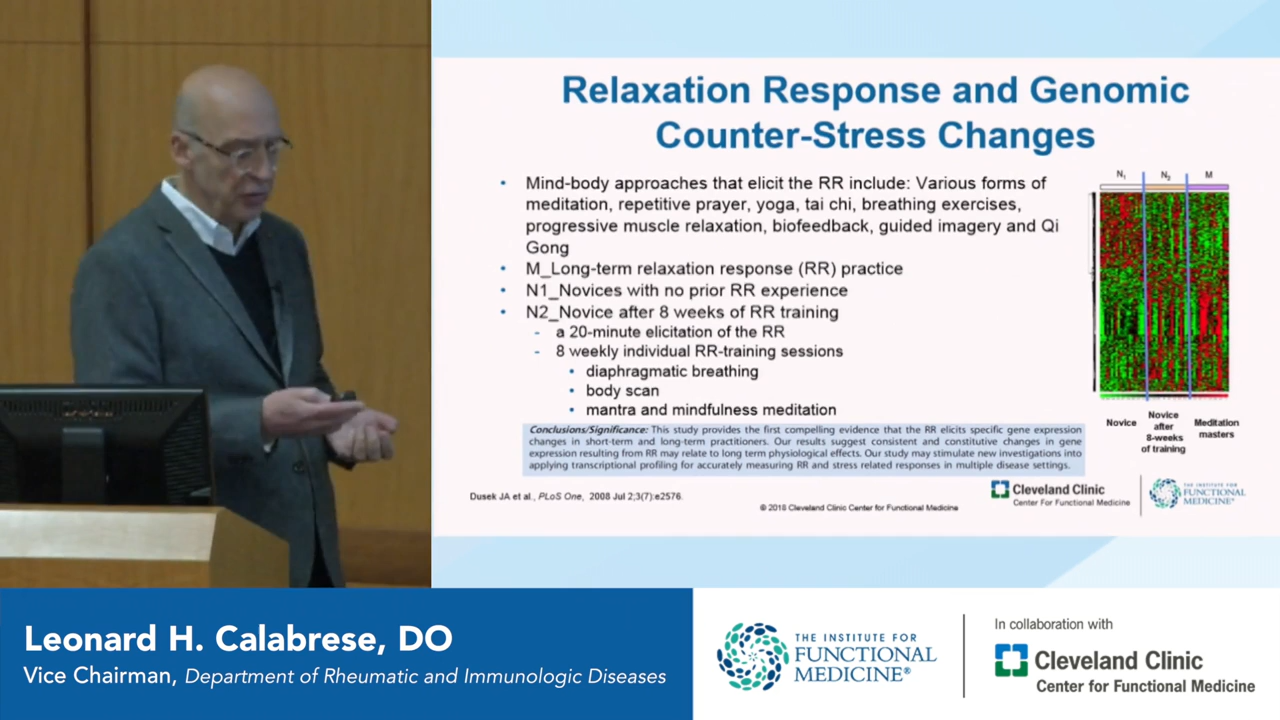 Relaxation Response and Genomic
Counter-Stress Changes
• Mind-body approaches that elicit the RR include: Various forms of
meditation, repetitive prayer, yoga, tai chi, breathing exercises,
progressive muscle relaxation, biofeedback, guided imagery and Qi
Gong
• M_Long-term relaxation response (RR) practice
• N1_Novices with no prior RR experience
• N2_Novice after 8 weeks of RR training
- a 20-minute elicitation of the RR
- 8 weekly individual RR-training sessions
• diaphragmatic breathing
• body scan
• mantra and mindfulness meditation
N₁ N₂ M
Novice
Novice
after
8-weeks
of training
Meditation
masters
Conclusions/Significance: This study provides the first compelling evidence that the RR elicits specific gene expression
changes in short-term and long-term practitioners. Our results suggest consistent and constitutive changes in gene
expression resulting from RR may relate to long term physiological effects. Our study may stimulate new investigations into
applying transcriptional profiling for accurately measuring RR and stress related responses in multiple disease settings.
Dusek JA et al., PLoS One, 2008 Jul 2;3(7):e2576.
© 2018 Cleveland Clinic Center for Functional Medicine
Cleveland Clinic
Center For Functional Medicine
THE INSTITUTE FOR
FUNCTIONAL
MEDICINE®
Leonard H. Calabrese, DO
Vice Chairman, Department of Rheumatic and Immunologic Diseases
THE INSTITUTE FOR
FUNCTIONAL
MEDICINE®
In collaboration with
Cleveland Clinic
Center for Functional Medicine